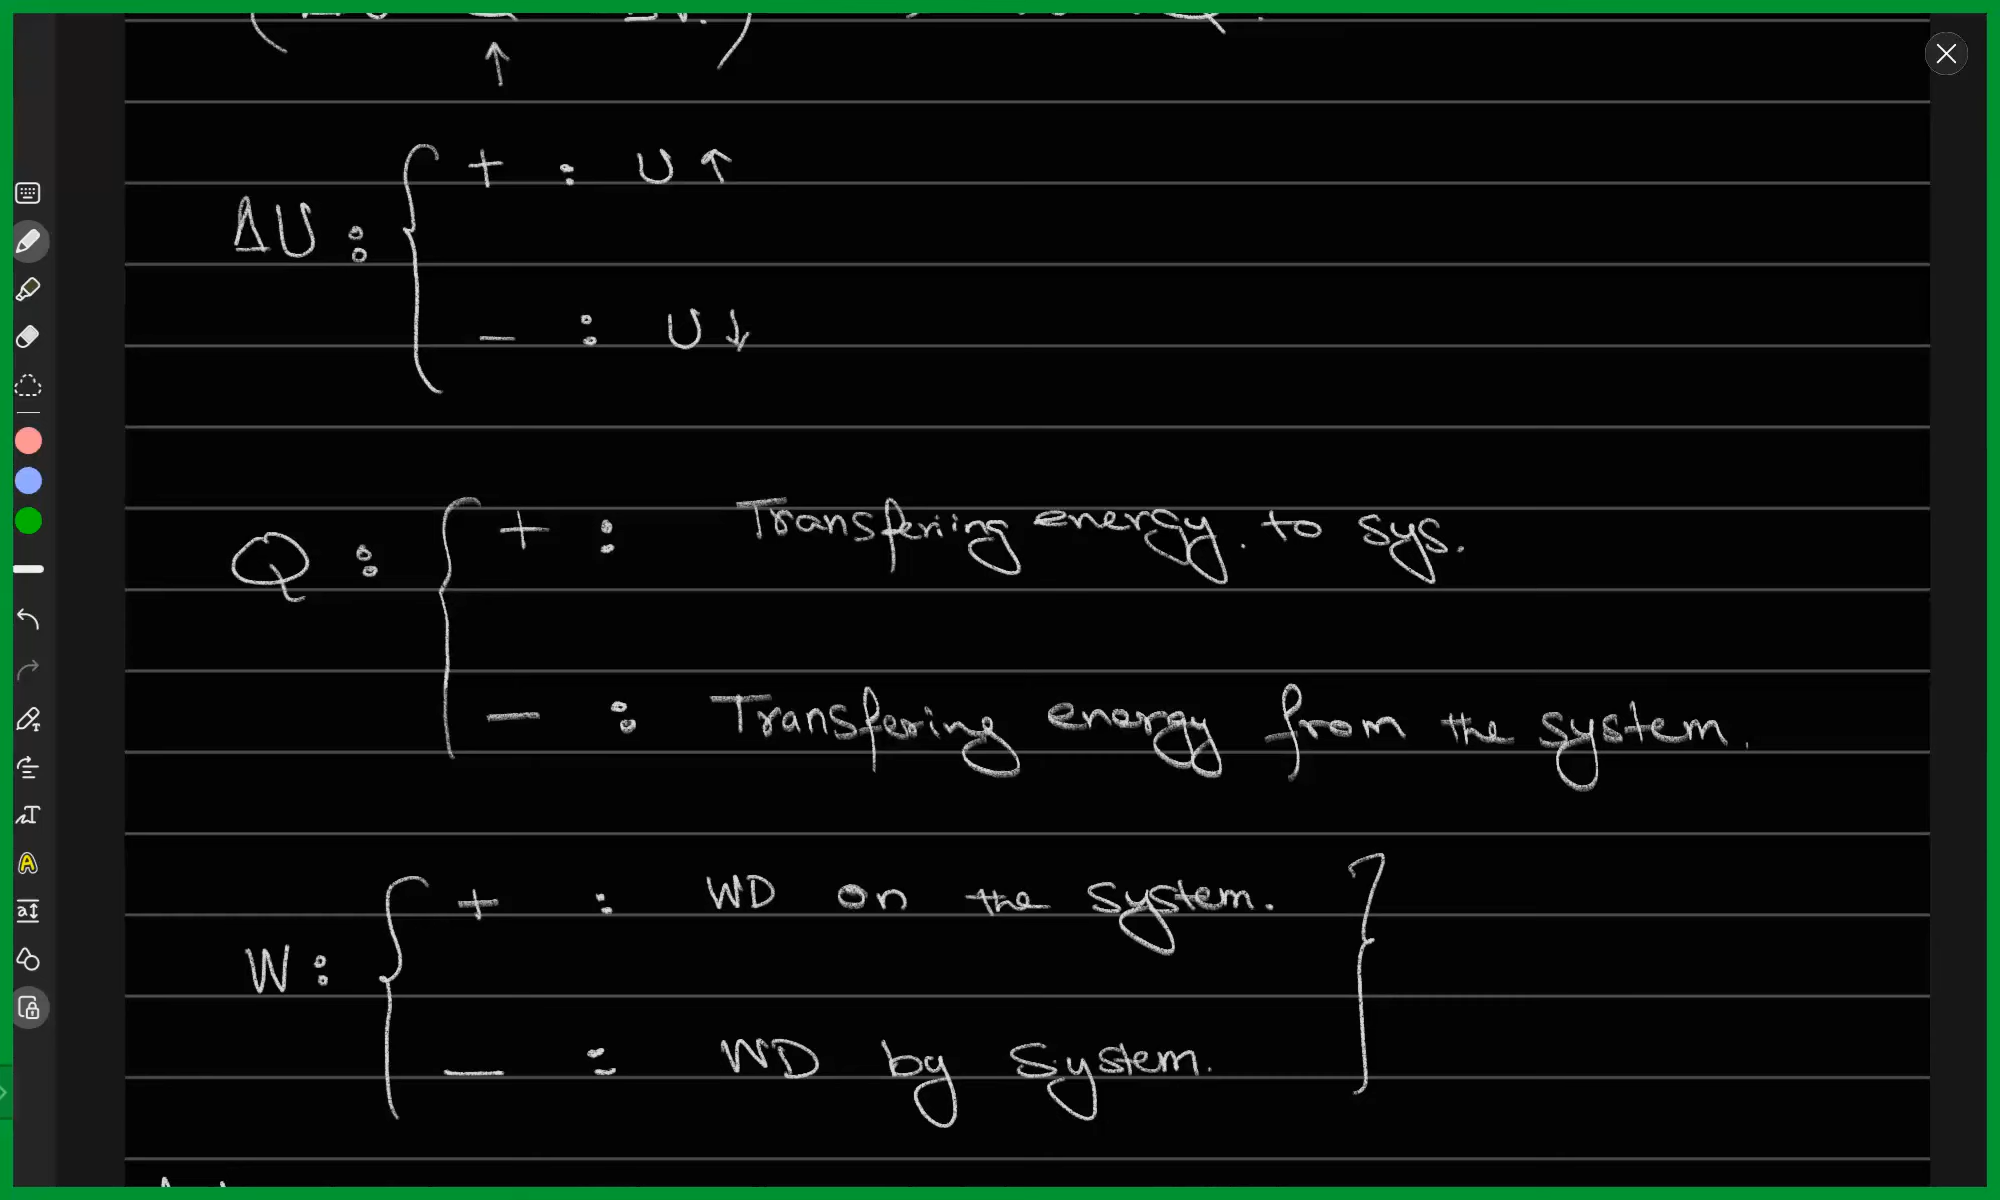 + : U ↑
ΔU :
− : U ↓
+ : Transfering energy. to sys.
Q :
− : Transfering energy from the system.
+ : WD on the system.
W :
− : WD by system.